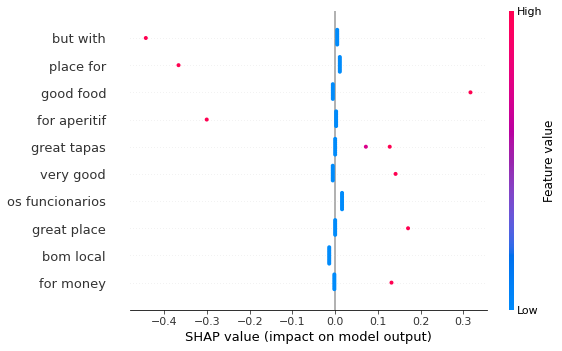 High
but with
place for
good food
for aperitif
great tapas
very good
os funcionarios
great place
bom local
for money
Feature value
Low
−0.4 −0.3 −0.2 −0.1 0.0 0.1 0.2 0.3
SHAP value (impact on model output)